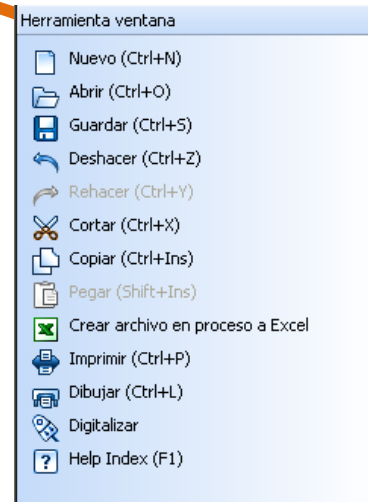 Herramienta ventana
Nuevo (Ctrl+N)
Abrir (Ctrl+O)
Guardar (Ctrl+S)
Deshacer (Ctrl+Z)
Rehacer (Ctrl+Y)
Cortar (Ctrl+X)
Copiar (Ctrl+Ins)
Pegar (Shift+Ins)
Crear archivo en proceso a Excel
Imprimir (Ctrl+P)
Dibujar (Ctrl+L)
Digitalizar
Help Index (F1)